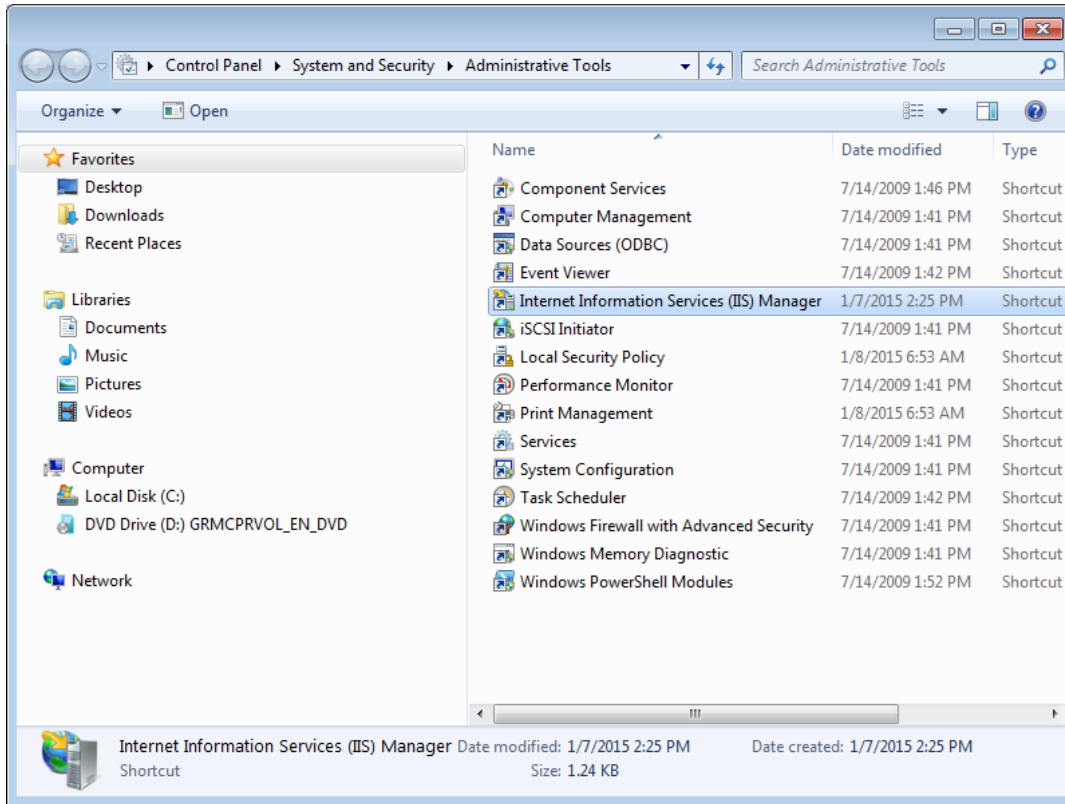 Control Panel System and Security Administrative Tools Search Administrative Tools
Organize Open
Favorites
Desktop
Downloads
Recent Places
Libraries
Documents
Music
Pictures
Videos
Computer
Local Disk (C:)
DVD Drive (D:) GRMCPRVOL_EN_DVD
Network
Name Date modified Type
Component Services 7/14/2009 1:46 PM Shortcut
Computer Management 7/14/2009 1:41 PM Shortcut
Data Sources (ODBC) 7/14/2009 1:41 PM Shortcut
Event Viewer 7/14/2009 1:42 PM Shortcut
Internet Information Services (IIS) Manager 1/7/2015 2:25 PM Shortcut
iSCSI Initiator 7/14/2009 1:41 PM Shortcut
Local Security Policy 1/8/2015 6:53 AM Shortcut
Performance Monitor 7/14/2009 1:41 PM Shortcut
Print Management 1/8/2015 6:53 AM Shortcut
Services 7/14/2009 1:41 PM Shortcut
System Configuration 7/14/2009 1:41 PM Shortcut
Task Scheduler 7/14/2009 1:42 PM Shortcut
Windows Firewall with Advanced Security 7/14/2009 1:41 PM Shortcut
Windows Memory Diagnostic 7/14/2009 1:41 PM Shortcut
Windows PowerShell Modules 7/14/2009 1:52 PM Shortcut
Internet Information Services (IIS) Manager Date modified: 1/7/2015 2:25 PM Date created: 1/7/2015 2:25 PM
Shortcut Size: 1.24 KB